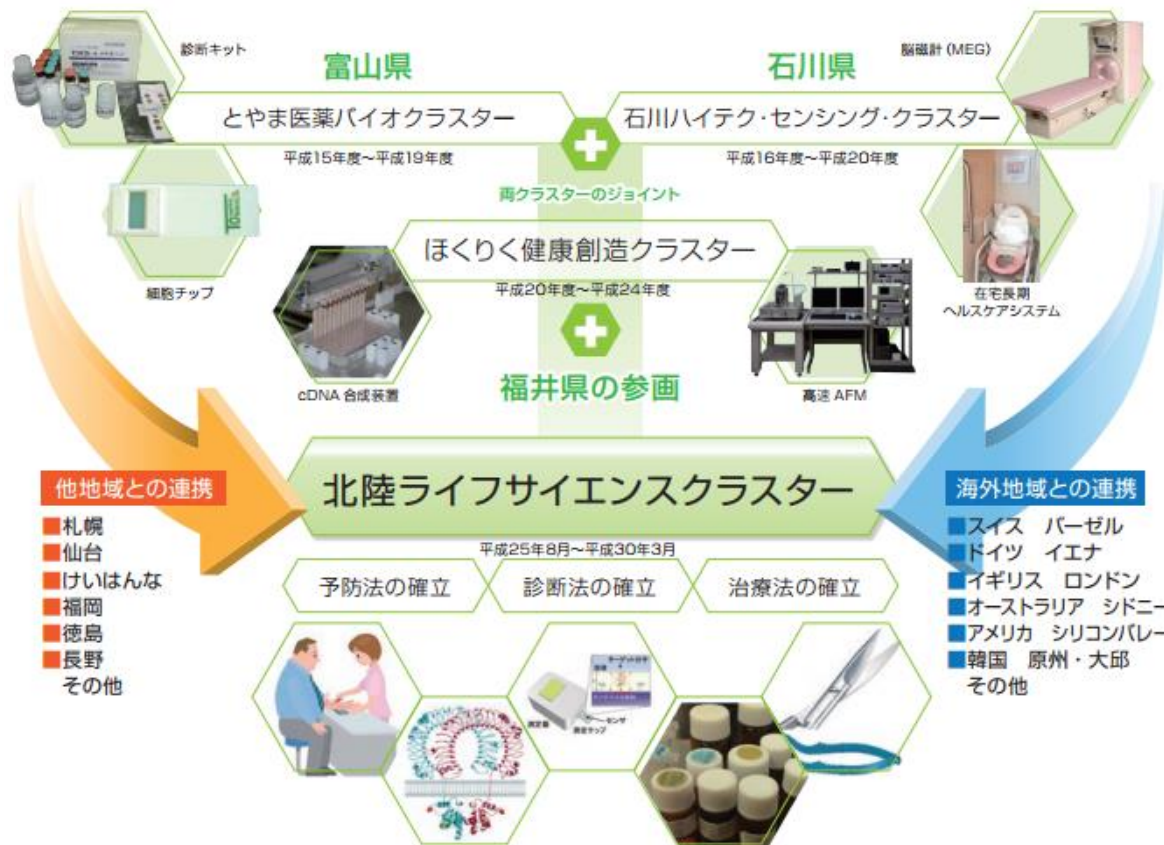 診断キット
富山県
石川県
脳磁計(MEG)
とやま医薬バイオクラスター
石川ハイテク・センシング・クラスター
平成15年度〜平成19年度
平成16年度〜平成20年度
両クラスターのジョイント
ほくりく健康創造クラスター
平成20年度〜平成24年度
細胞チップ
在宅長期
ヘルスケアシステム
cDNA 合成装置
高速 AFM
福井県の参画
北陸ライフサイエンスクラスター
平成25年8月〜平成30年3月
他地域との連携
■札幌
■仙台
■けいはんな
■福岡
■徳島
■長野
その他
海外地域との連携
■スイス バーゼル
■ドイツ イエナ
■イギリス ロンドン
■オーストラリア シドニー
■アメリカ シリコンバレー
■韓国 原州・大邱
その他
予防法の確立
診断法の確立
治療法の確立
ターゲット分子
測定器
測定チップ
センサ